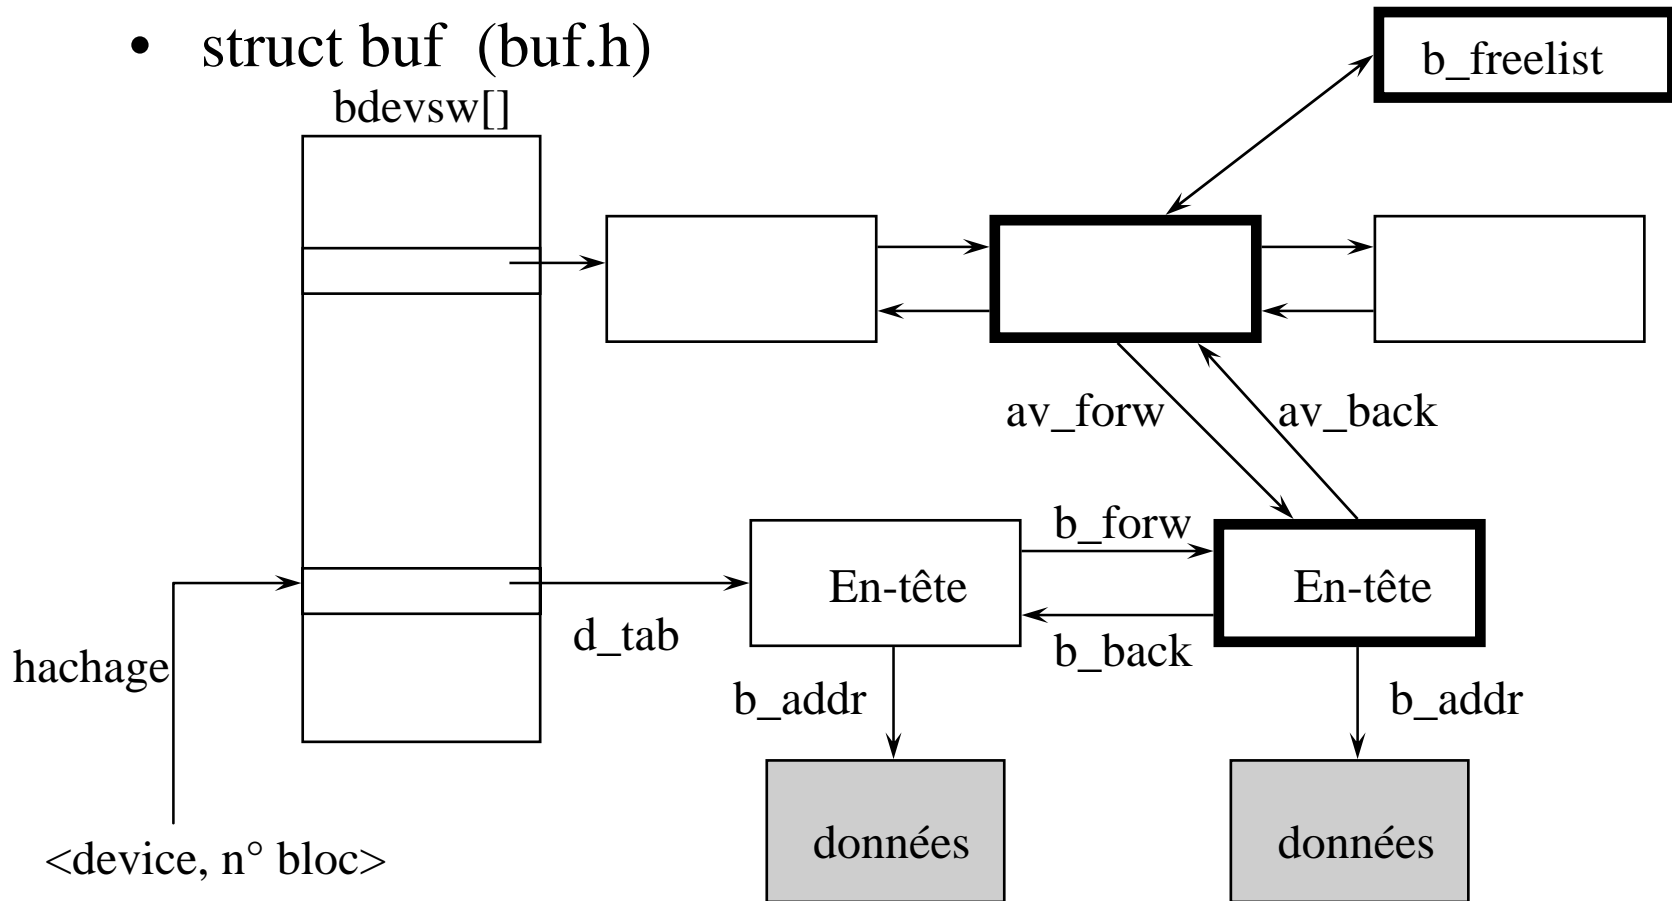 • struct buf (buf.h)
b_freelist
bdevsw[]
av_forw
av_back
b_forw
En-tête
En-tête
d_tab
b_back
hachage
b_addr
b_addr
données
données
<device, n° bloc>